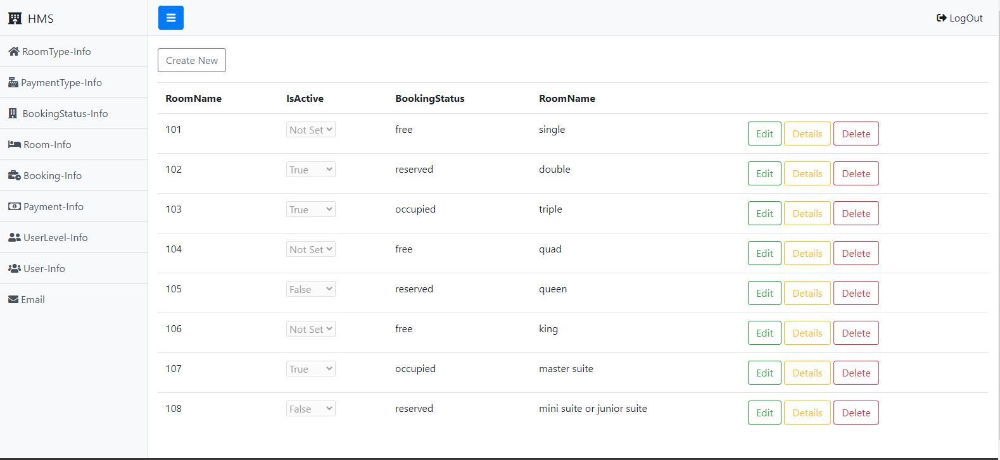 HMS
LogOut
RoomType-Info
PaymentType-Info
BookingStatus-Info
Room-Info
Booking-Info
Payment-Info
UserLevel-Info
User-Info
Email
Create New
RoomName IsActive BookingStatus RoomName
101 Not Set free single Edit Details Delete
102 True reserved double Edit Details Delete
103 True occupied triple Edit Details Delete
104 Not Set free quad Edit Details Delete
105 False reserved queen Edit Details Delete
106 Not Set free king Edit Details Delete
107 True occupied master suite Edit Details Delete
108 False reserved mini suite or junior suite Edit Details Delete